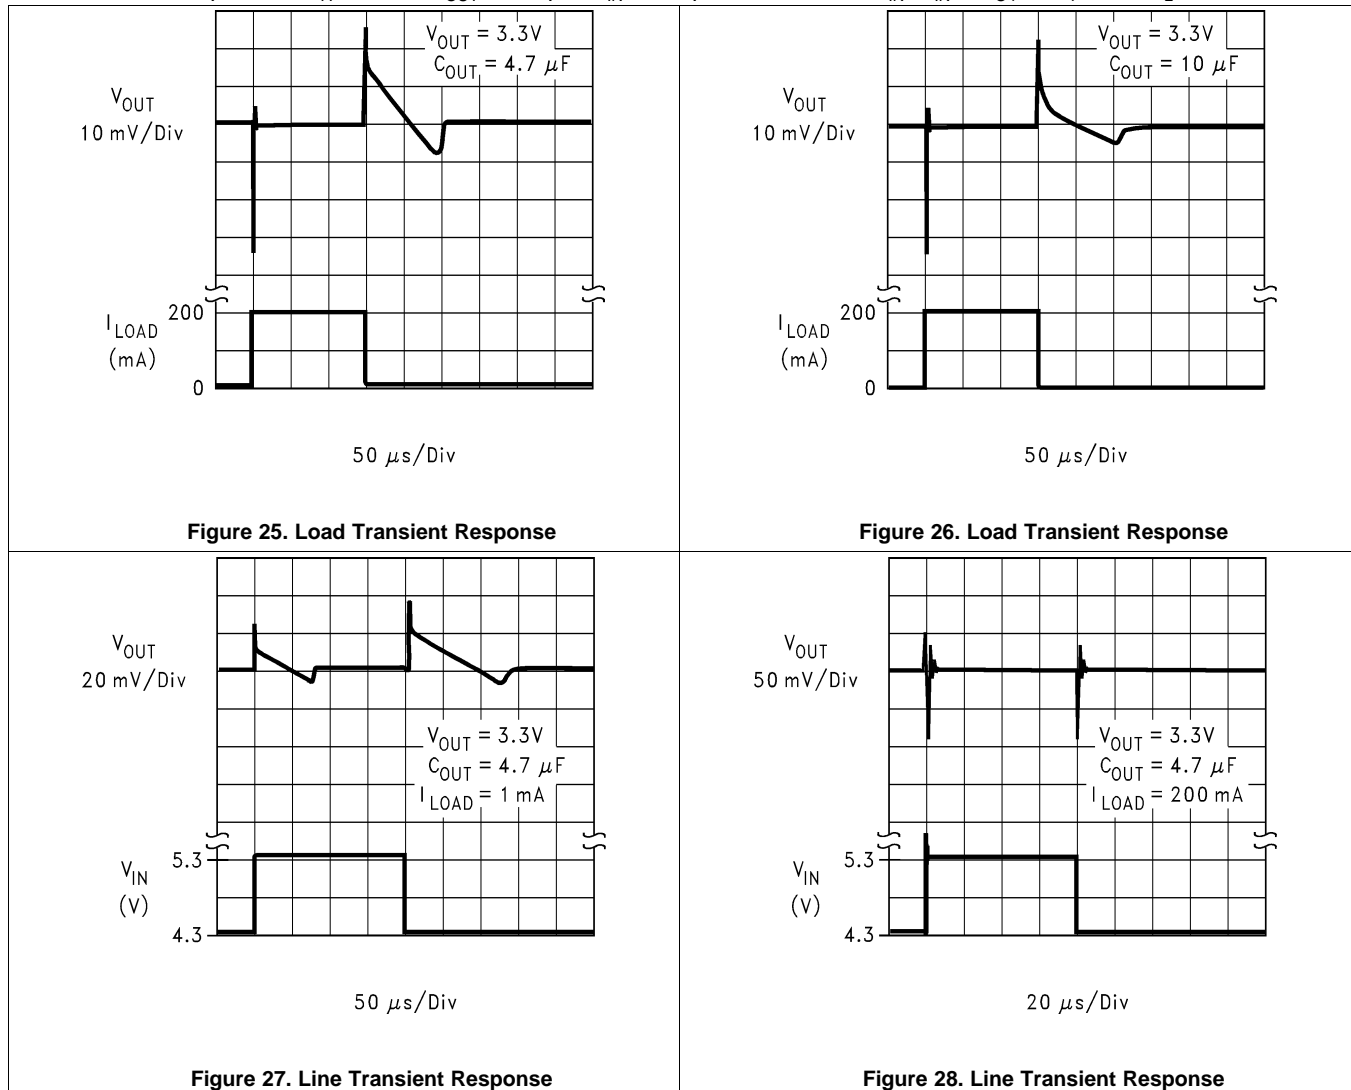 V_OUT = 3.3V
C_OUT = 4.7 μF
V_OUT
10 mV/Div
I_LOAD
(mA)
200
0
50 μs/Div
Figure 25. Load Transient Response
V_OUT = 3.3V
C_OUT = 10 μF
V_OUT
10 mV/Div
I_LOAD
(mA)
200
0
50 μs/Div
Figure 26. Load Transient Response
V_OUT
20 mV/Div
V_OUT = 3.3V
C_OUT = 4.7 μF
I_LOAD = 1 mA
V_IN
(V)
5.3
4.3
50 μs/Div
Figure 27. Line Transient Response
V_OUT
50 mV/Div
V_OUT = 3.3V
C_OUT = 4.7 μF
I_LOAD = 200 mA
V_IN
(V)
5.3
4.3
20 μs/Div
Figure 28. Line Transient Response